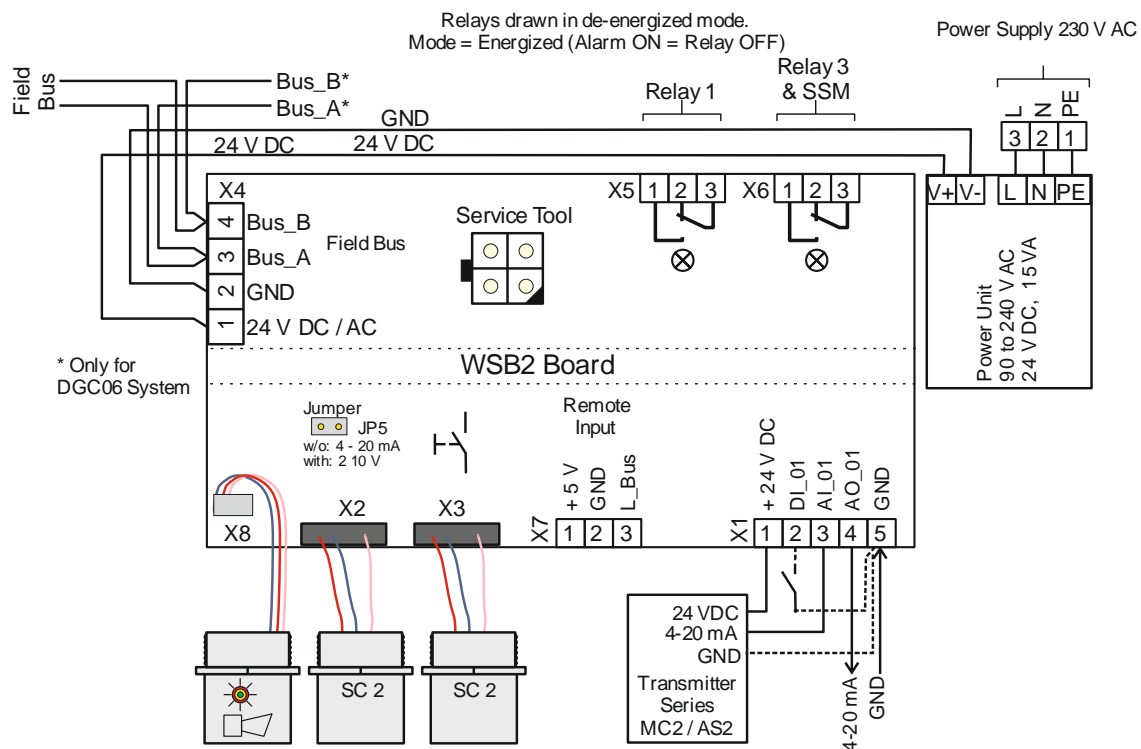 Relays drawn in de-energized mode.
Mode = Energized (Alarm ON = Relay OFF)
Power Supply 230 V AC
Field
Bus
Bus_B*
Bus_A*
GND
24 V DC
24 V DC
Relay 1
Relay 3
& SSM
L
N
PE
3 2 1
V+ V- L N PE
X4
4 Bus_B
3 Bus_A
2 GND
1 24 V DC / AC
Field Bus
Service Tool
X5 1 2 3
X6 1 2 3
Power Unit
90 to 240 V AC
24 V DC, 15 VA
* Only for
DGC06 System
WSB2 Board
Jumper
JP5
w/o: 4 - 20 mA
with: 2 10 V
Remote
Input
+ 5 V
GND
L_Bus
+ 24 V DC
DI_01
AI_01
AO_01
GND
X8
X2
X3
X7 1 2 3
X1 1 2 3 4 5
24 VDC
4-20 mA
GND
Transmitter
Series
MC2 / AS2
4-20 mA
GND
SC 2
SC 2